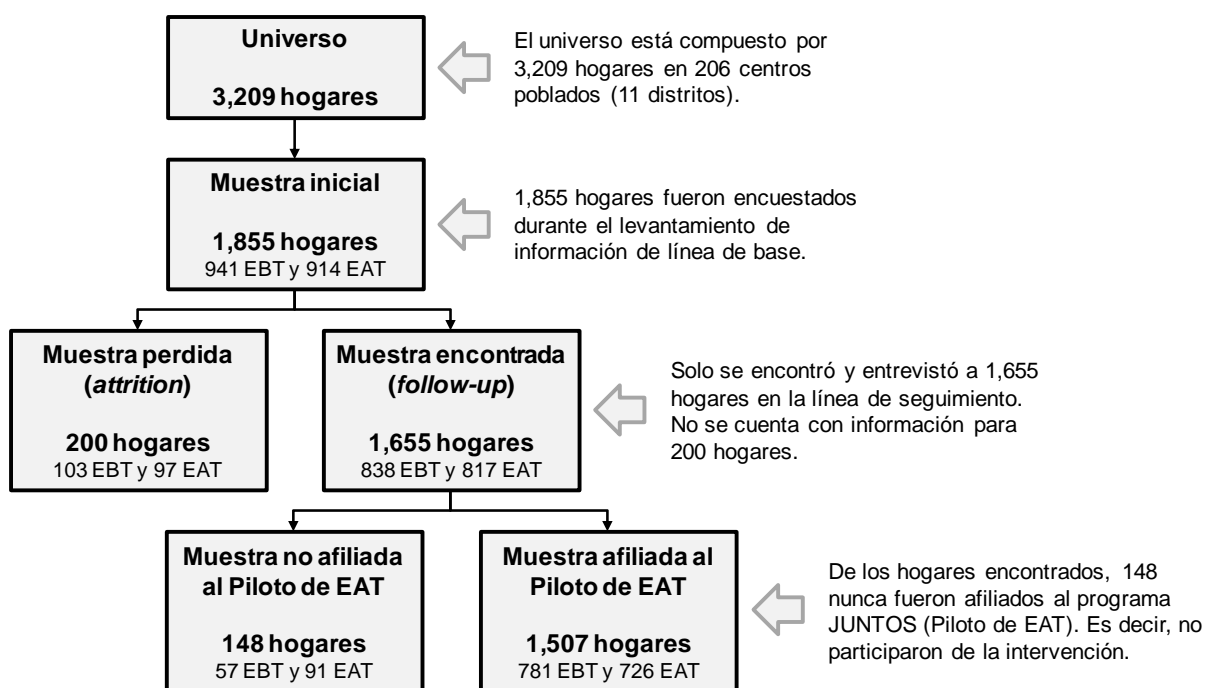 Universo
3,209 hogares
El universo está compuesto por
3,209 hogares en 206 centros
poblados (11 distritos).
Muestra inicial
1,855 hogares
941 EBT y 914 EAT
1,855 hogares fueron encuestados
durante el levantamiento de
información de línea de base.
Muestra perdida
(attrition)
200 hogares
103 EBT y 97 EAT
Muestra encontrada
(follow-up)
1,655 hogares
838 EBT y 817 EAT
Solo se encontró y entrevistó a 1,655
hogares en la línea de seguimiento.
No se cuenta con información para
200 hogares.
Muestra no afiliada
al Piloto de EAT
148 hogares
57 EBT y 91 EAT
Muestra afiliada al
Piloto de EAT
1,507 hogares
781 EBT y 726 EAT
De los hogares encontrados, 148
nunca fueron afiliados al programa
JUNTOS (Piloto de EAT). Es decir, no
participaron de la intervención.